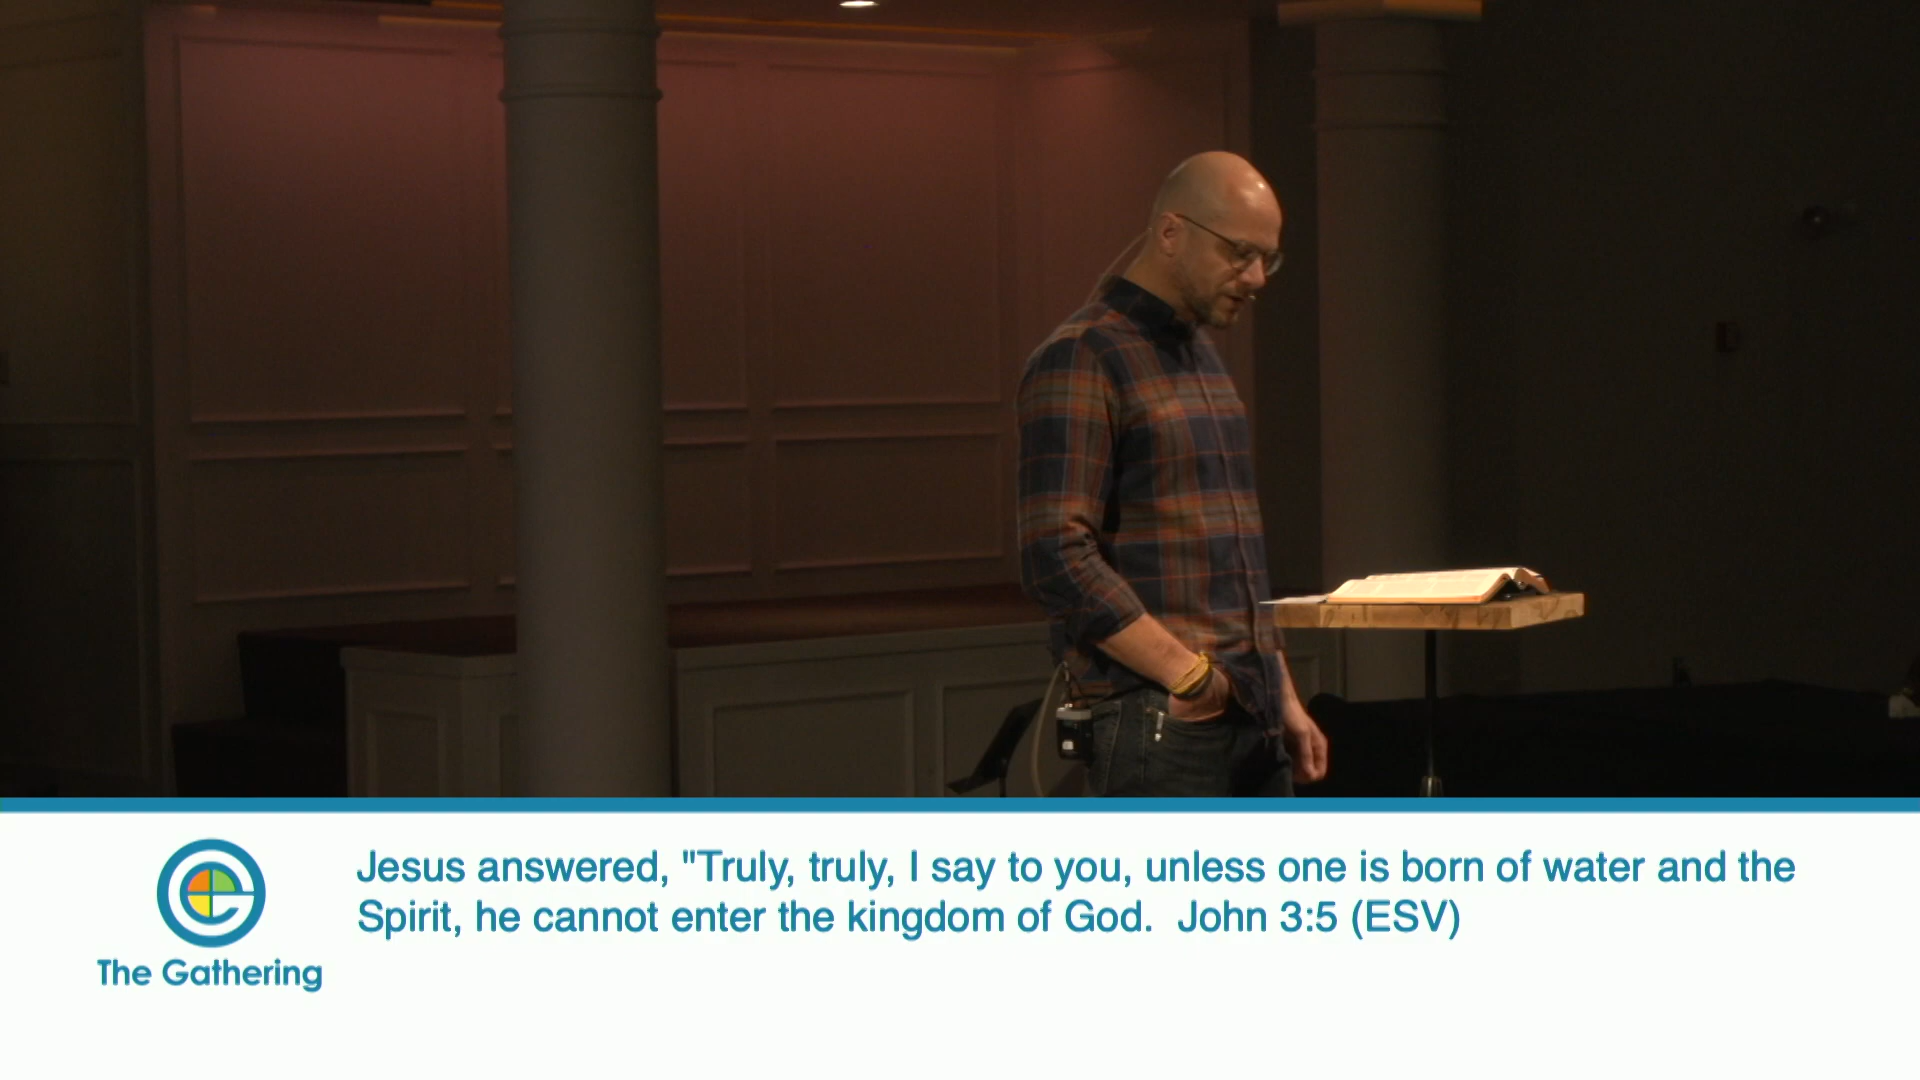 Jesus answered, "Truly, truly, I say to you, unless one is born of water and the
Spirit, he cannot enter the kingdom of God.  John 3:5 (ESV)
The Gathering